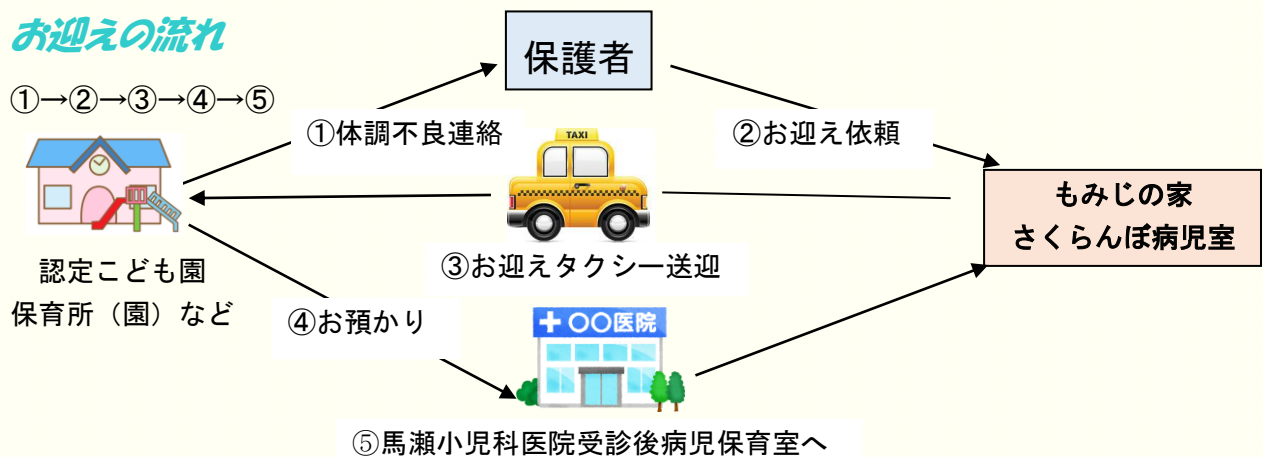 お迎えの流れ
保護者
①→②→③→④→⑤
①体調不良連絡
②お迎え依頼
TAXI
もみじの家
さくらんぼ病児室
③お迎えタクシー送迎
認定こども園
保育所（園）など
④お預かり
〇〇医院
⑤馬瀬小児科医院受診後病児保育室へ